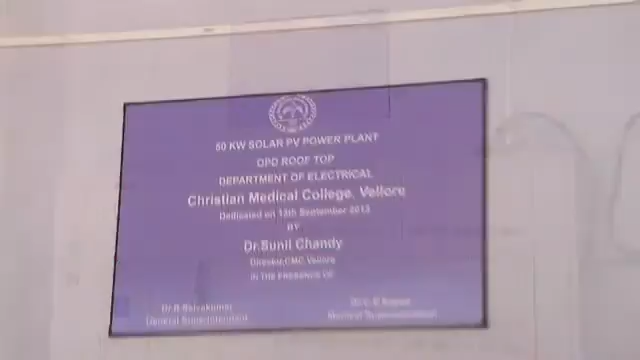 50 KW SOLAR PV POWER PLANT
OPD ROOF TOP
DEPARTMENT OF ELECTRICAL
Christian Medical College, Vellore
Dedicated on 13th September 2013
BY
Dr.Sunil Chandy
Director,CMC Vellore
IN THE PRESENCE OF
General Superintendent
Medical Superintendent